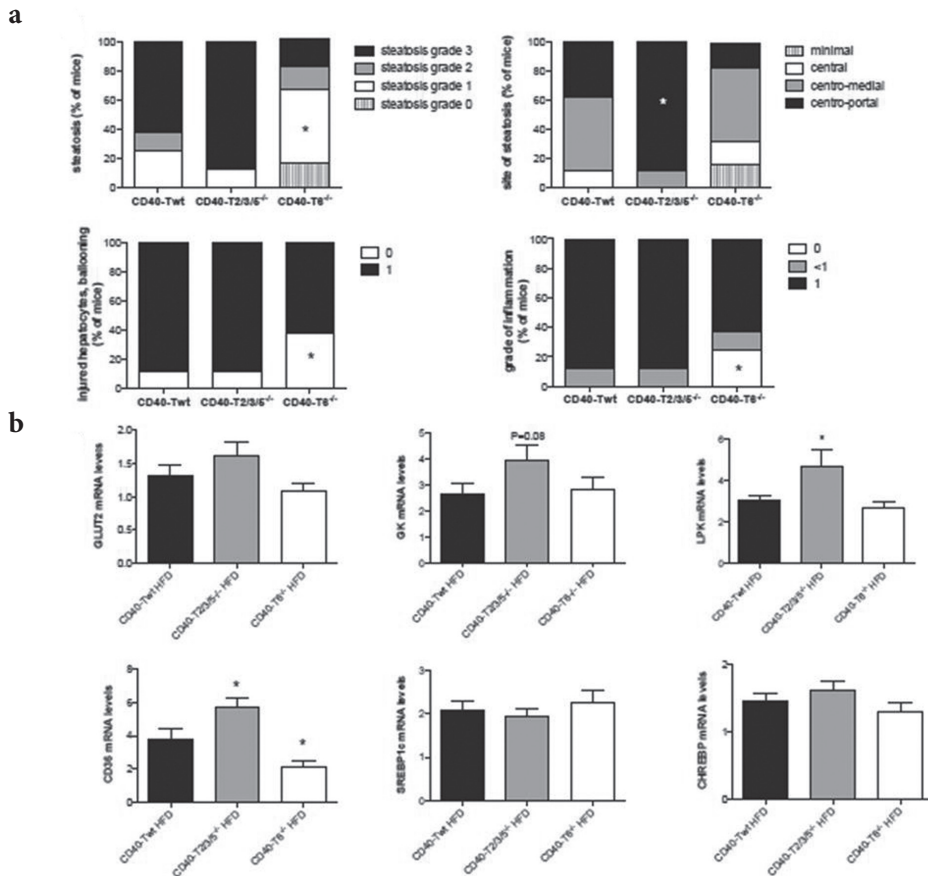 a
steatosis (% of mice)
100
80
60
40
20
0
*
CD40-Twt
CD40-T2/3/5-/-
CD40-T6-/-
steatosis grade 3
steatosis grade 2
steatosis grade 1
steatosis grade 0
site of steatosis (% of mice)
100
80
60
40
20
0
*
CD40-Twt
CD40-T2/3/5-/-
CD40-T6-/-
minimal
central
centro-medial
centro-portal
injured hepatocytes, ballooning
(% of mice)
100
80
60
40
20
0
*
CD40-Twt
CD40-T2/3/5-/-
CD40-T6-/-
0
1
grade of inflammation
(% of mice)
100
80
60
40
20
0
*
CD40-Twt
CD40-T2/3/5-/-
CD40-T6-/-
0
<1
1
b
GLUT2 mRNA levels
2.0
1.5
1.0
0.5
0.0
CD40-Twt HFD
CD40-T2/3/5-/- HFD
CD40-T6-/- HFD
GK mRNA levels
5
4
3
2
1
0
P=0.08
CD40-Twt HFD
CD40-T2/3/5-/- HFD
CD40-T6-/- HFD
LPK mRNA levels
6
4
2
0
*
CD40-Twt HFD
CD40-T2/3/5-/- HFD
CD40-T6-/- HFD
CD36 mRNA levels
8
6
4
2
0
*
*
CD40-Twt HFD
CD40-T2/3/5-/- HFD
CD40-T6-/- HFD
SREBP1c mRNA levels
3
2
1
0
CD40-Twt HFD
CD40-T2/3/5-/- HFD
CD40-T6-/- HFD
CHREBP mRNA levels
2
1
0
CD40-Twt HFD
CD40-T2/3/5-/- HFD
CD40-T6-/- HFD